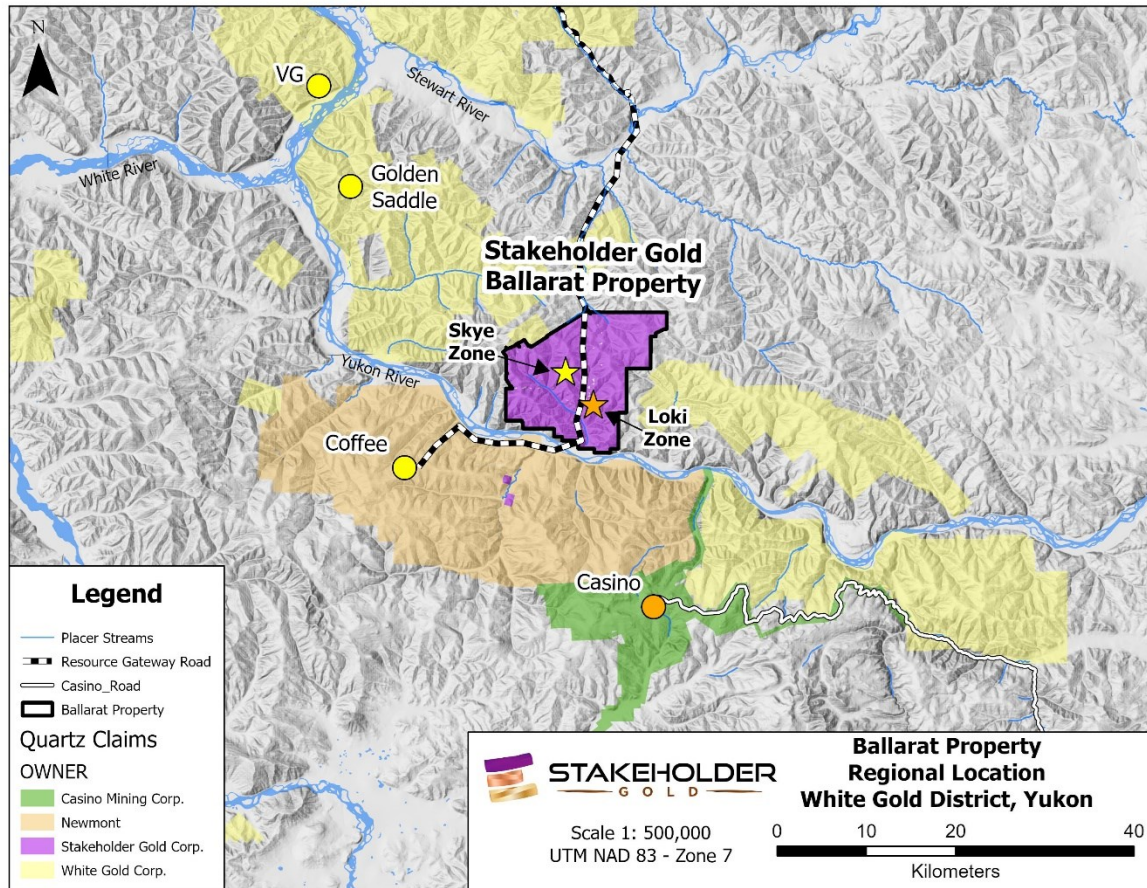 N
VG
Stewart River
White River
Golden
Saddle
Stakeholder Gold
Ballarat Property
Skye
Zone
Yukon River
Loki
Zone
Coffee
Casino
Legend
Placer Streams
Resource Gateway Road
Casino_Road
Ballarat Property
Quartz Claims
OWNER
Casino Mining Corp.
Newmont
Stakeholder Gold Corp.
White Gold Corp.
STAKEHOLDER
GOLD
Scale 1: 500,000
UTM NAD 83 - Zone 7
Ballarat Property
Regional Location
White Gold District, Yukon
0 10 20 40
Kilometers